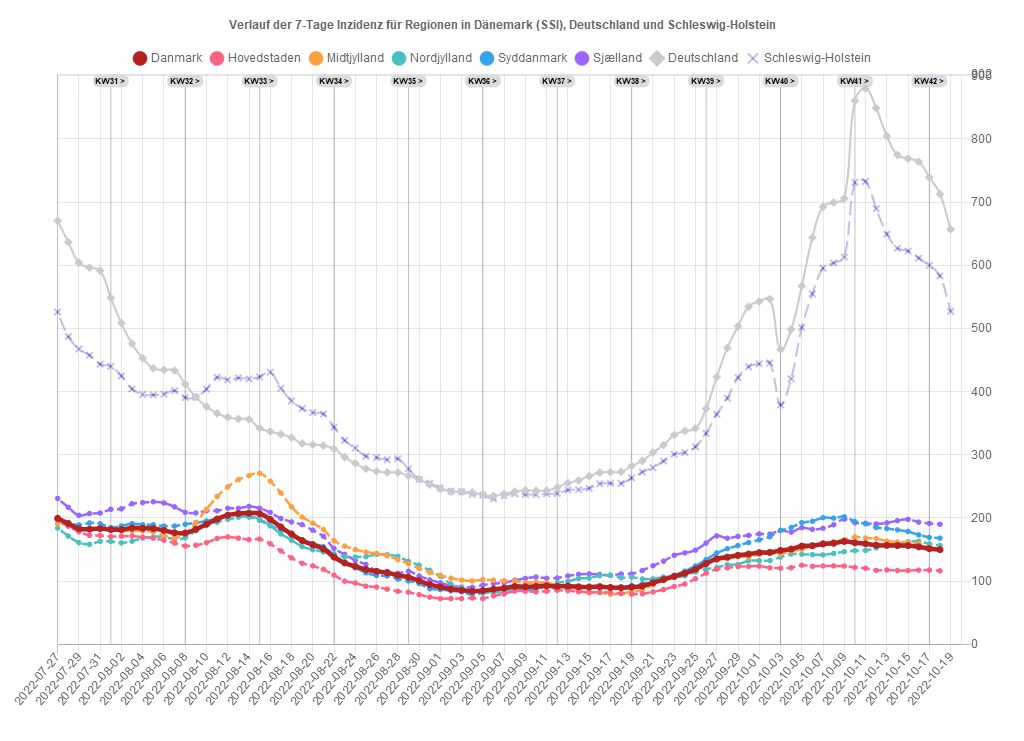 Verlauf der 7-Tage Inzidenz für Regionen in Dänemark (SSI), Deutschland und Schleswig-Holstein
Danmark Hovedstaden Midtjylland Nordjylland Syddanmark Sjælland Deutschland Schleswig-Holstein
KW31 > KW32 > KW33 > KW34 > KW35 > KW36 > KW37 > KW38 > KW39 > KW40 > KW41 > KW42 >
902
900
800
700
600
500
400
300
200
100
0
2022-07-27 2022-07-29 2022-07-31 2022-08-02 2022-08-04 2022-08-06 2022-08-08 2022-08-10 2022-08-12 2022-08-14 2022-08-16 2022-08-18 2022-08-20 2022-08-22 2022-08-24 2022-08-26 2022-08-28 2022-08-30 2022-09-01 2022-09-03 2022-09-05 2022-09-07 2022-09-09 2022-09-11 2022-09-13 2022-09-15 2022-09-17 2022-09-19 2022-09-21 2022-09-23 2022-09-25 2022-09-27 2022-09-29 2022-10-01 2022-10-03 2022-10-05 2022-10-07 2022-10-09 2022-10-11 2022-10-13 2022-10-15 2022-10-17 2022-10-19